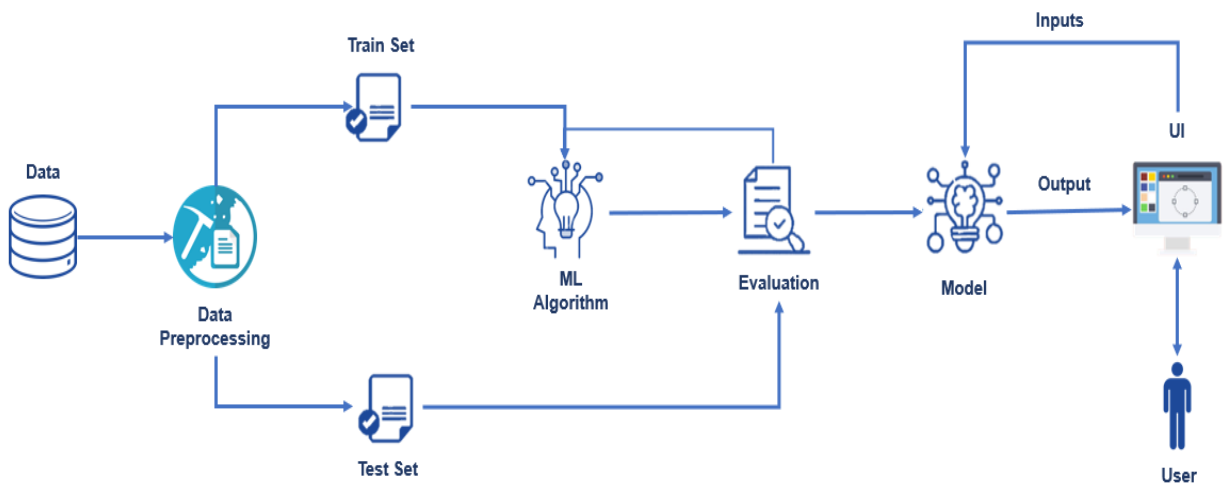 Inputs
Train Set
UI
Data
Output
ML
Algorithm
Evaluation
Model
Data
Preprocessing
Test Set
User